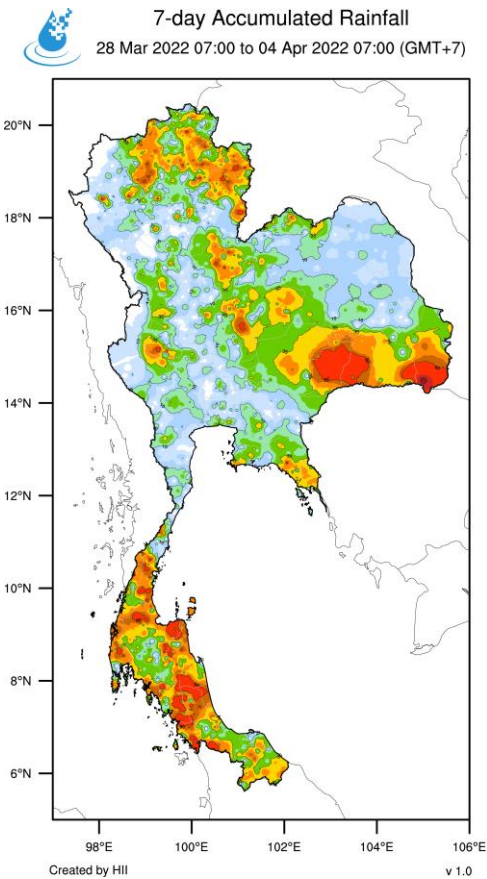 7-day Accumulated Rainfall
28 Mar 2022 07:00 to 04 Apr 2022 07:00 (GMT+7)
20°N
18°N
16°N
14°N
12°N
10°N
8°N
6°N
98°E 100°E 102°E 104°E 106°E
Created by HII v 1.0